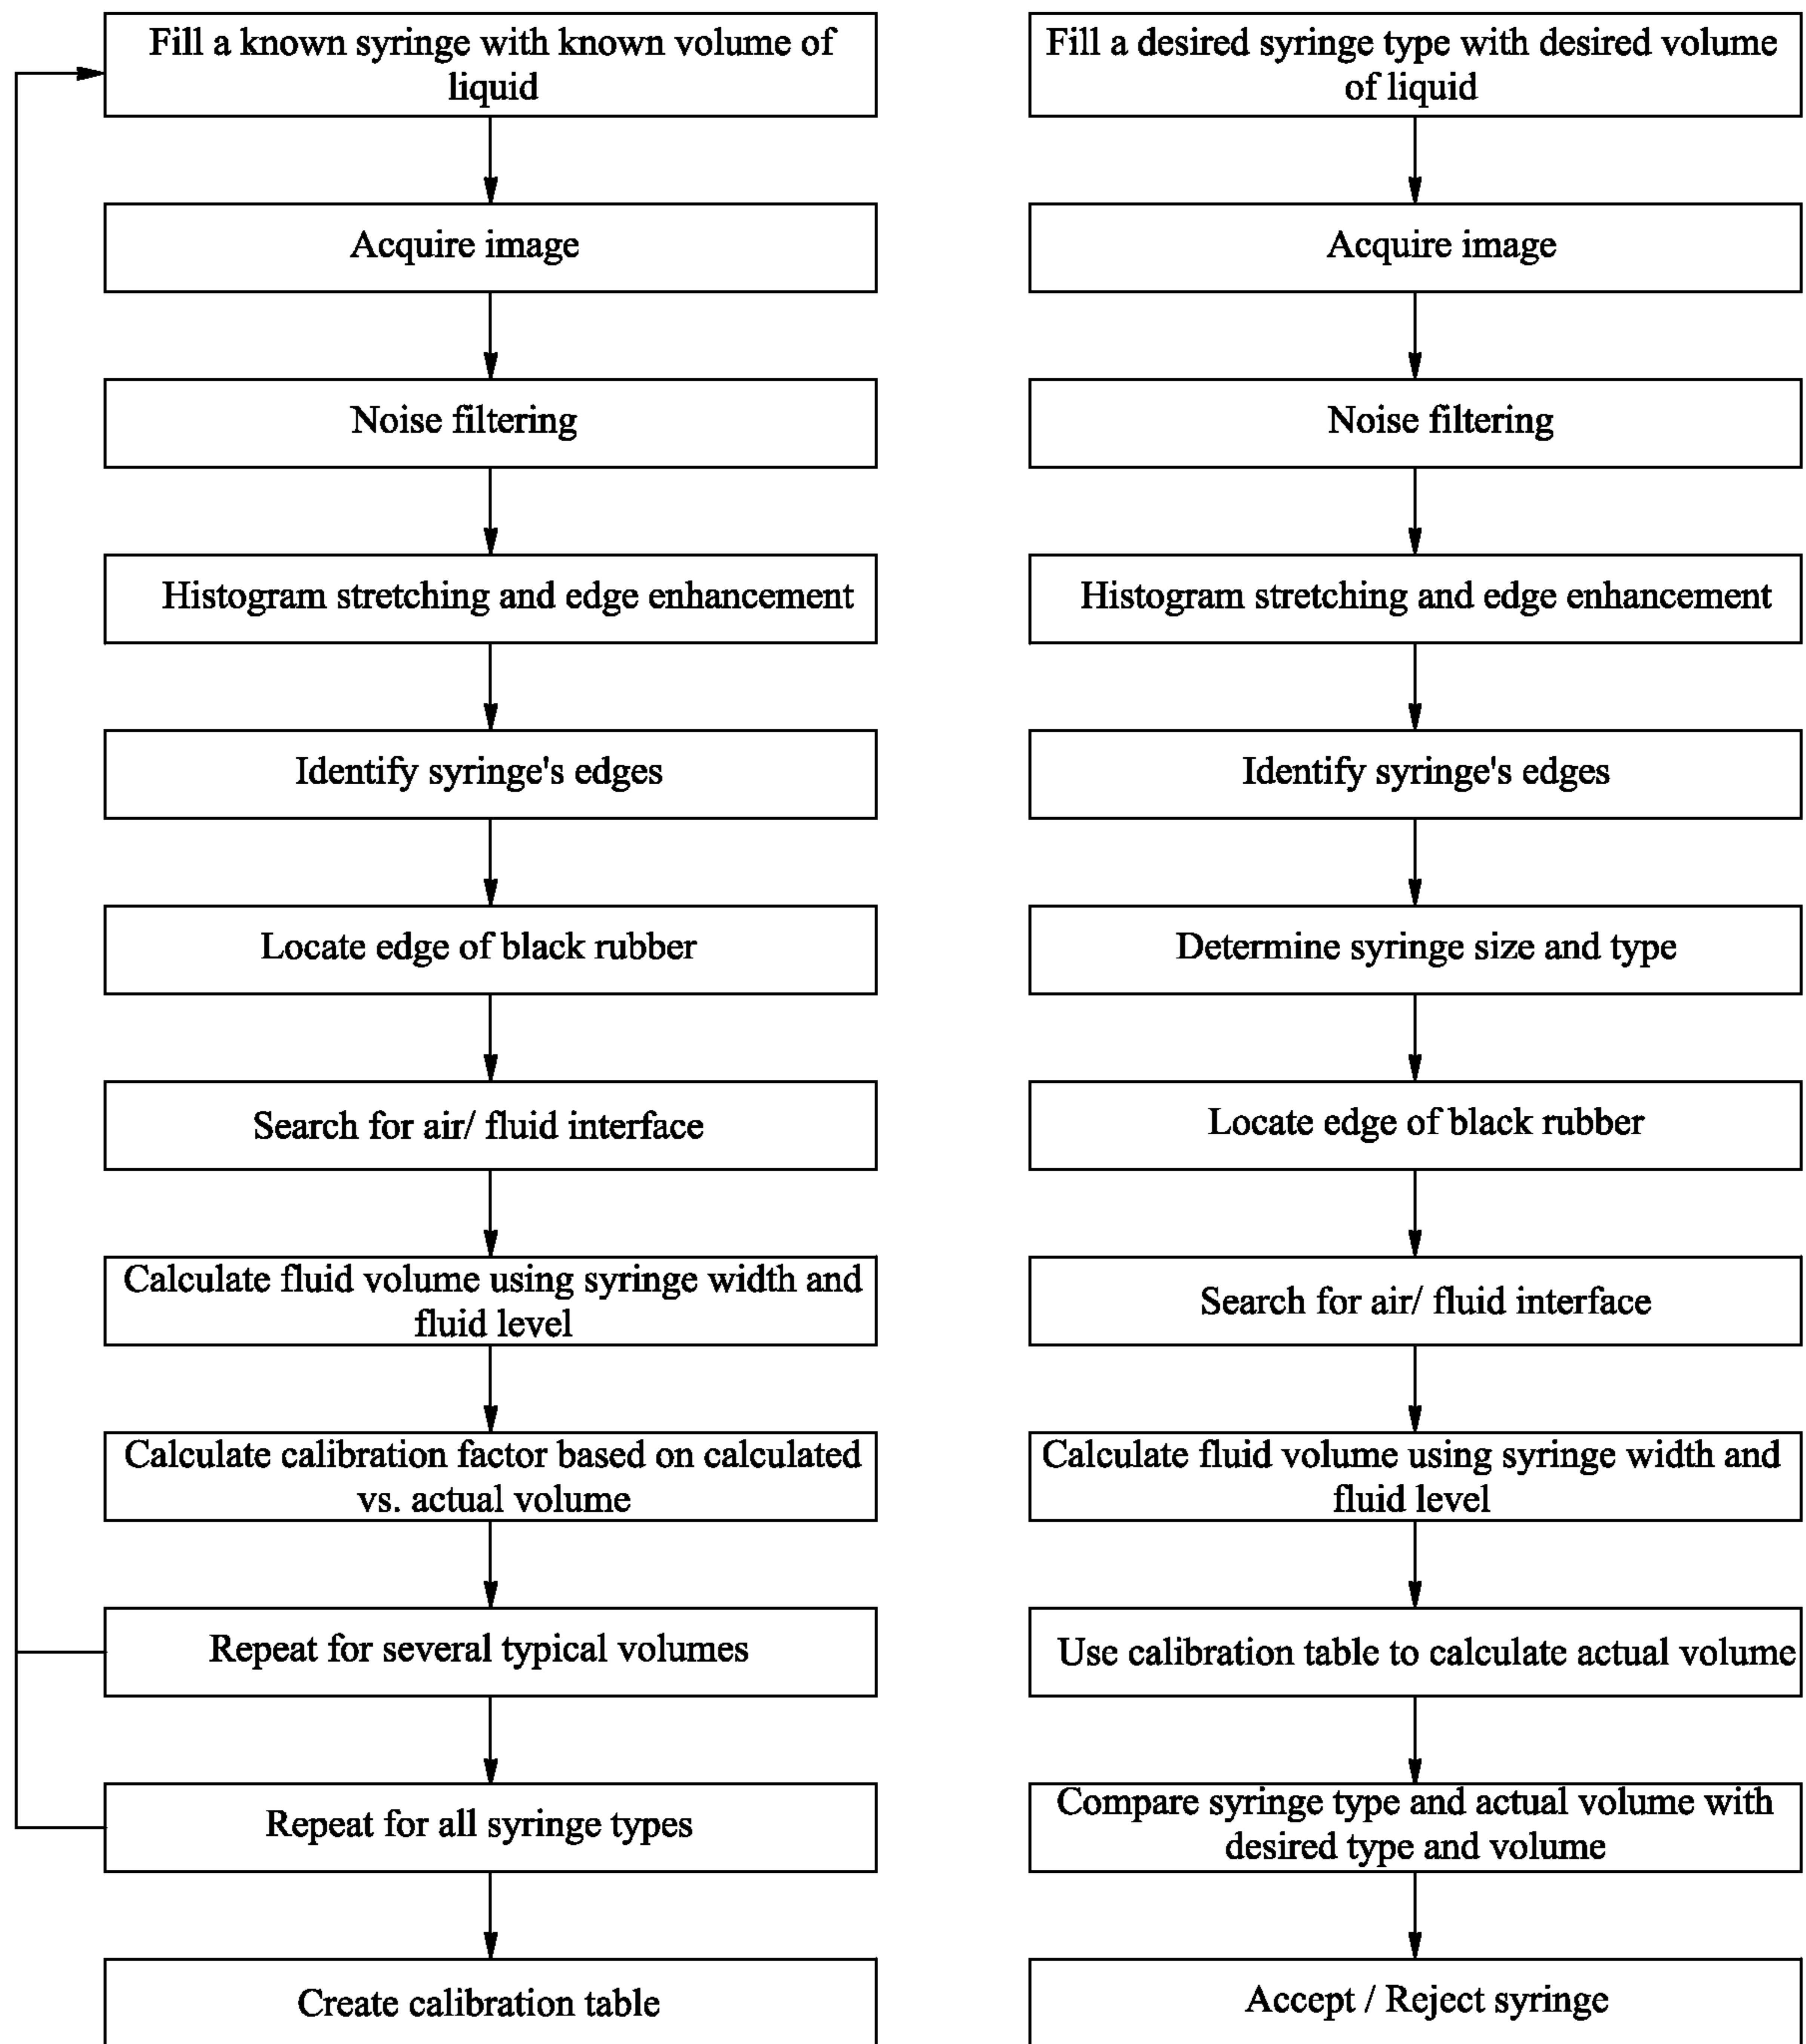 Fill a known syringe with known volume of
liquid
Acquire image
Noise filtering
Histogram stretching and edge enhancement
Identify syringe's edges
Locate edge of black rubber
Search for air/ fluid interface
Calculate fluid volume using syringe width and
fluid level
Calculate calibration factor based on calculated
vs. actual volume
Repeat for several typical volumes
Repeat for all syringe types
Create calibration table
Fill a desired syringe type with desired volume
of liquid
Acquire image
Noise filtering
Histogram stretching and edge enhancement
Identify syringe's edges
Determine syringe size and type
Locate edge of black rubber
Search for air/ fluid interface
Calculate fluid volume using syringe width and
fluid level
Use calibration table to calculate actual volume
Compare syringe type and actual volume with
desired type and volume
Accept / Reject syringe